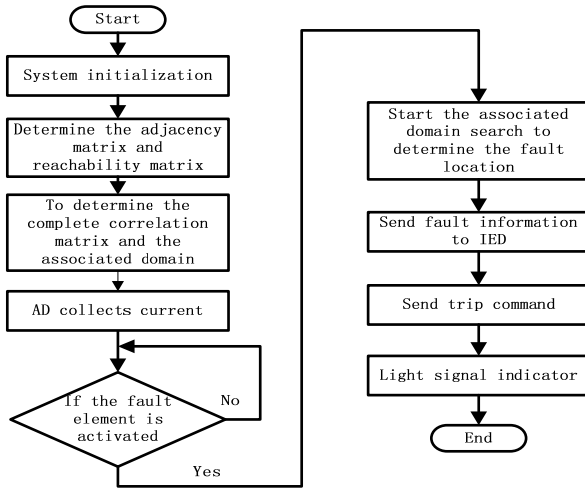 Start
System initialization
Determine the adjacency
matrix and
reachability matrix
To determine the
complete correlation
matrix and the
associated domain
AD collects current
If the fault
element is
activated
No
Yes
Start the associated
domain search to
determine the fault
location
Send fault information
to IED
Send trip command
Light signal indicator
End